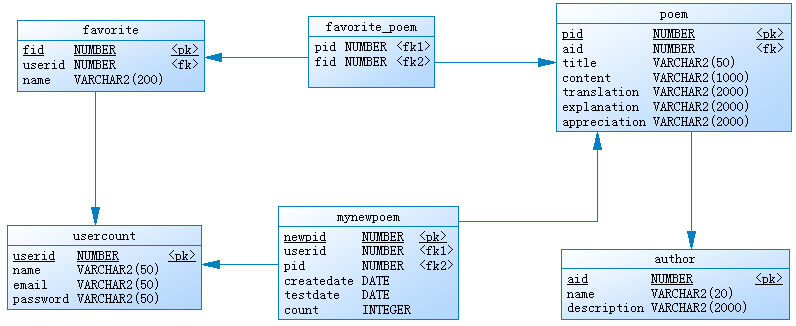 favorite
fid NUMBER <pk>
userid NUMBER <fk>
name VARCHAR2(200)
favorite_poem
pid NUMBER <fk1>
fid NUMBER <fk2>
poem
pid NUMBER <pk>
aid NUMBER <fk>
title VARCHAR2(50)
content VARCHAR2(1000)
translation VARCHAR2(2000)
explanation VARCHAR2(2000)
appreciation VARCHAR2(2000)
usercount
userid NUMBER <pk>
name VARCHAR2(50)
email VARCHAR2(50)
password VARCHAR2(50)
mynewpoem
newpid NUMBER <pk>
userid NUMBER <fk1>
pid NUMBER <fk2>
createdate DATE
testdate DATE
count INTEGER
author
aid NUMBER <pk>
name VARCHAR2(20)
description VARCHAR2(2000)